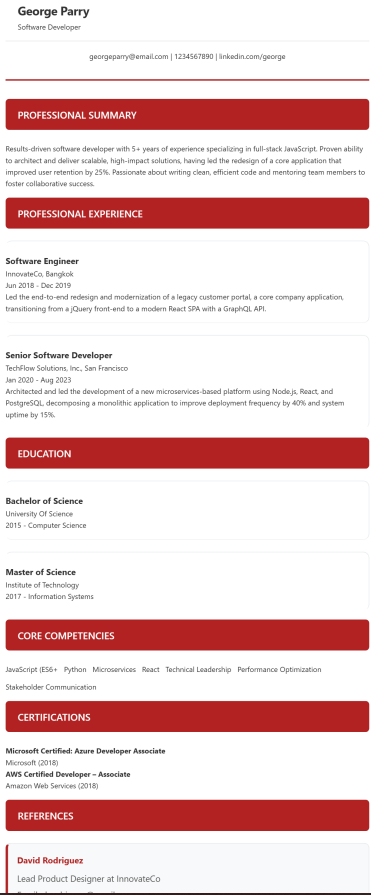 George Parry
Software Developer
georgeparry@email.com | 1234567890 | linkedin.com/george
PROFESSIONAL SUMMARY
Results-driven software developer with 5+ years of experience specializing in full-stack JavaScript. Proven ability
to architect and deliver scalable, high-impact solutions, having led the redesign of a core application that
improved user retention by 25%. Passionate about writing clean, efficient code and mentoring team members to
foster collaborative success.
PROFESSIONAL EXPERIENCE
Software Engineer
InnovateCo, Bangkok
Jun 2018 - Dec 2019
Led the end-to-end redesign and modernization of a legacy customer portal, a core company application,
transitioning from a jQuery front-end to a modern React SPA with a GraphQL API.
Senior Software Developer
TechFlow Solutions, Inc., San Francisco
Jan 2020 - Aug 2023
Architected and led the development of a new microservices-based platform using Node.js, React, and
PostgreSQL, decomposing a monolithic application to improve deployment frequency by 40% and system
uptime by 15%.
EDUCATION
Bachelor of Science
University Of Science
2015 - Computer Science
Master of Science
Institute of Technology
2017 - Information Systems
CORE COMPETENCIES
JavaScript (ES6+ Python Microservices React Technical Leadership Performance Optimization
Stakeholder Communication
CERTIFICATIONS
Microsoft Certified: Azure Developer Associate
Microsoft (2018)
AWS Certified Developer – Associate
Amazon Web Services (2018)
REFERENCES
David Rodriguez
Lead Product Designer at InnovateCo